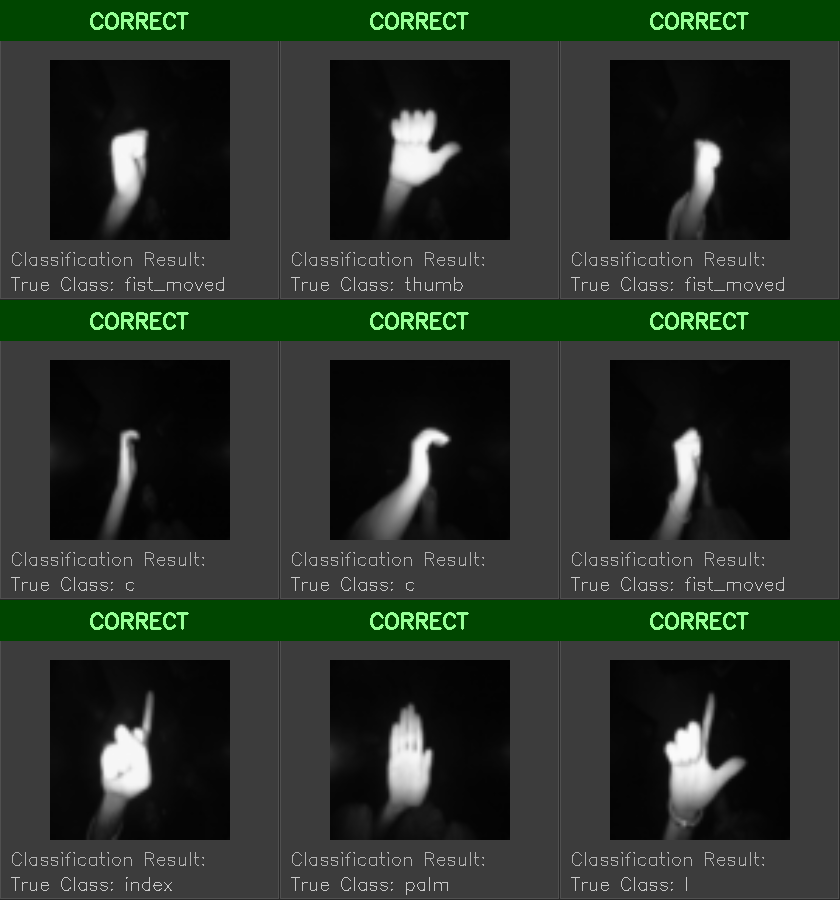 CORRECT CORRECT CORRECT
Classification Result: Classification Result: Classification Result:
True Class: fist_moved True Class: thumb True Class: fist_moved
CORRECT CORRECT CORRECT
Classification Result: Classification Result: Classification Result:
True Class: c True Class: c True Class: fist_moved
CORRECT CORRECT CORRECT
Classification Result: Classification Result: Classification Result:
True Class: index True Class: palm True Class: l